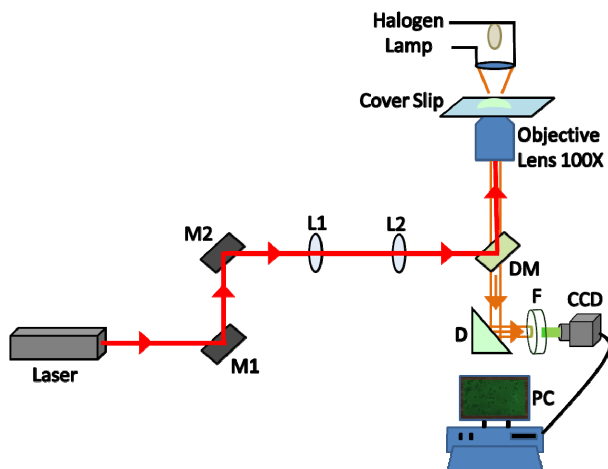 Halogen
Lamp
Cover Slip
Objective
Lens 100X
M2
L1
L2
DM
F
CCD
D
M1
Laser
PC